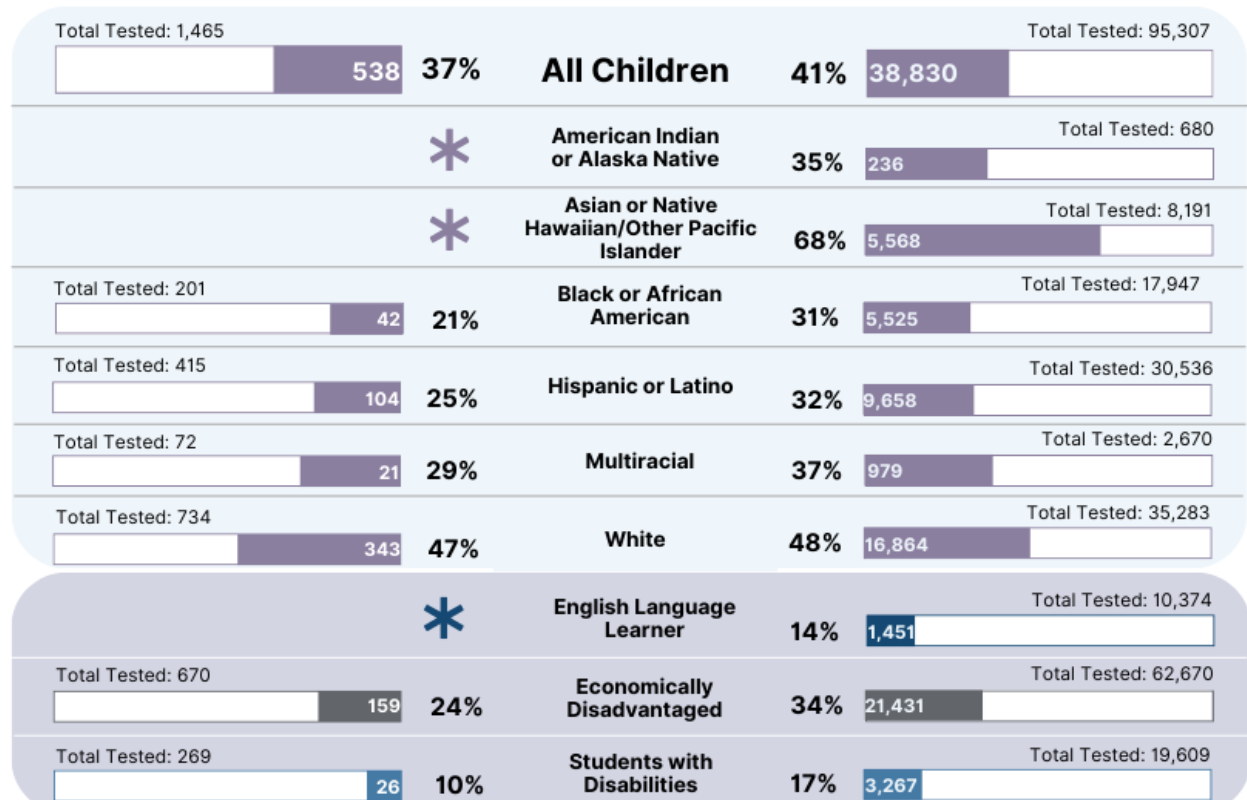 Total Tested: 1,465
Total Tested: 95,307
538 37% All Children 41% 38,830
Total Tested: 680
American Indian
or Alaska Native
35% 236
Asian or Native
Hawaiian/Other Pacific
Islander
Total Tested: 8,191
68% 5,568
Total Tested: 201
Total Tested: 17,947
42 21%
Black or African
American
31% 5,525
Total Tested: 415
Total Tested: 30,536
104 25% Hispanic or Latino 32% 9,658
Total Tested: 72
Total Tested: 2,670
21 29% Multiracial 37% 979
Total Tested: 734
Total Tested: 35,283
343 47% White 48% 16,864
English Language
Learner
Total Tested: 10,374
14% 1,451
Total Tested: 670
Total Tested: 62,670
159 24%
Economically
Disadvantaged
34% 21,431
Total Tested: 269
Total Tested: 19,609
26 10%
Students with
Disabilities
17% 3,267